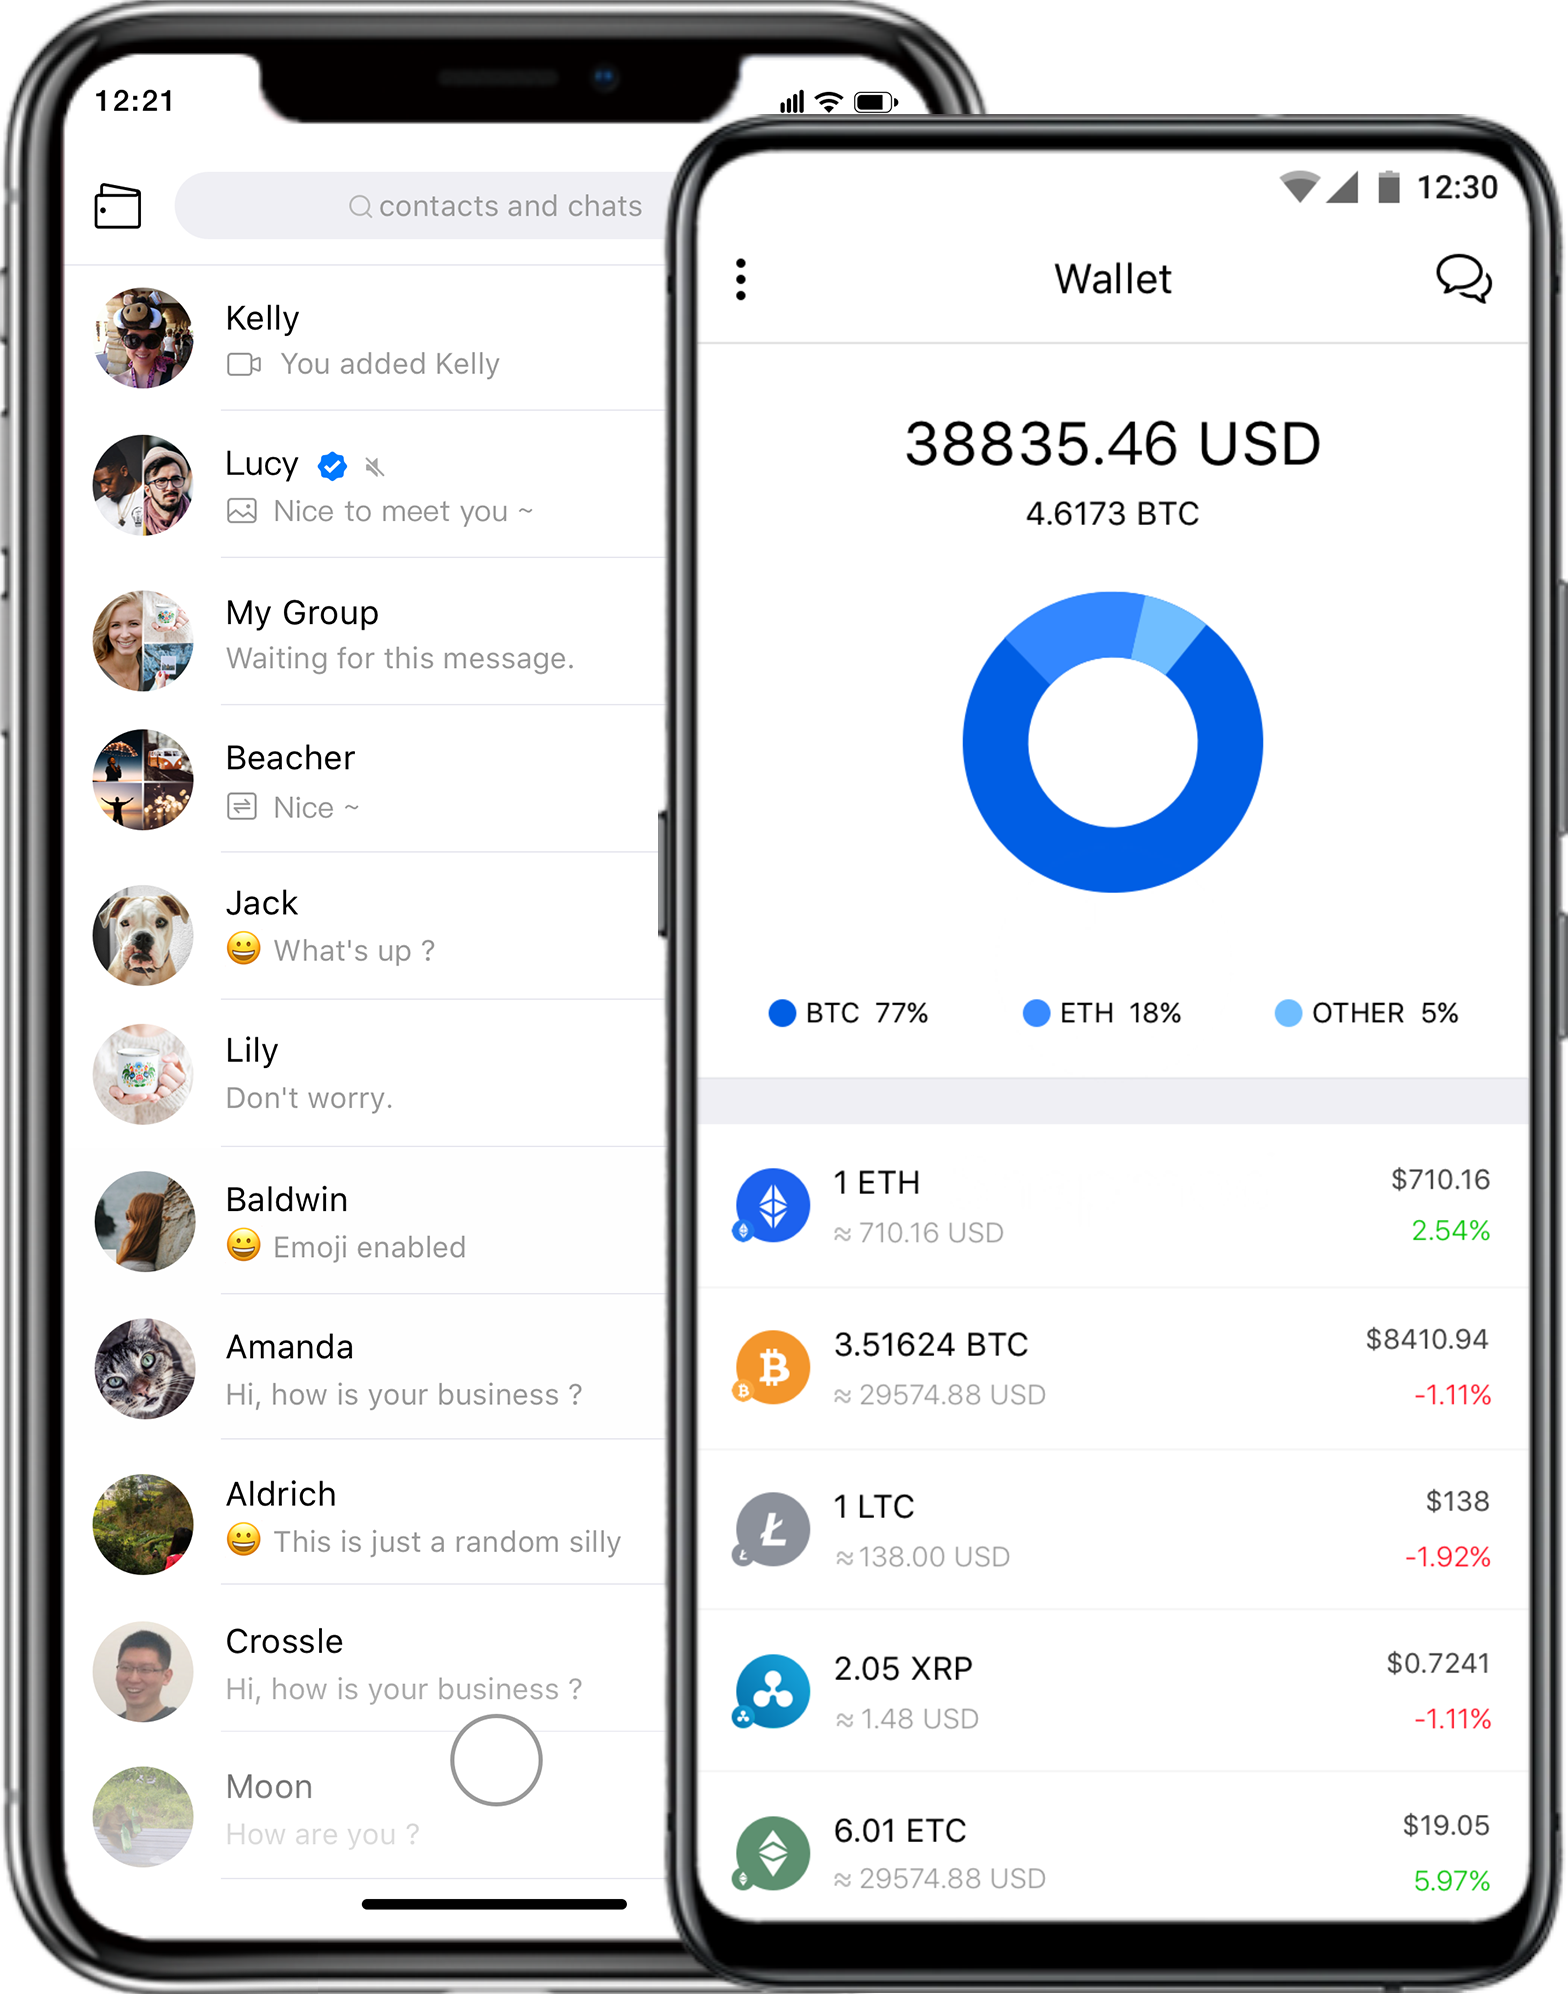 12:21
contacts and chats
Kelly
You added Kelly
Lucy
Nice to meet you ~
My Group
Waiting for this message.
Beacher
Nice ~
Jack
😀 What's up ?
Lily
Don't worry.
Baldwin
😀 Emoji enabled
Amanda
Hi, how is your business ?
Aldrich
😀 This is just a random silly
Crossle
Hi, how is your business ?
Moon
How are you ?
12:30
Wallet
38835.46 USD
4.6173 BTC
BTC 77% ETH 18% OTHER 5%
1 ETH $710.16
≈ 710.16 USD 2.54%
3.51624 BTC $8410.94
≈ 29574.88 USD -1.11%
1 LTC $138
≈ 138.00 USD -1.92%
2.05 XRP $0.7241
≈ 1.48 USD -1.11%
6.01 ETC $19.05
≈ 29574.88 USD 5.97%